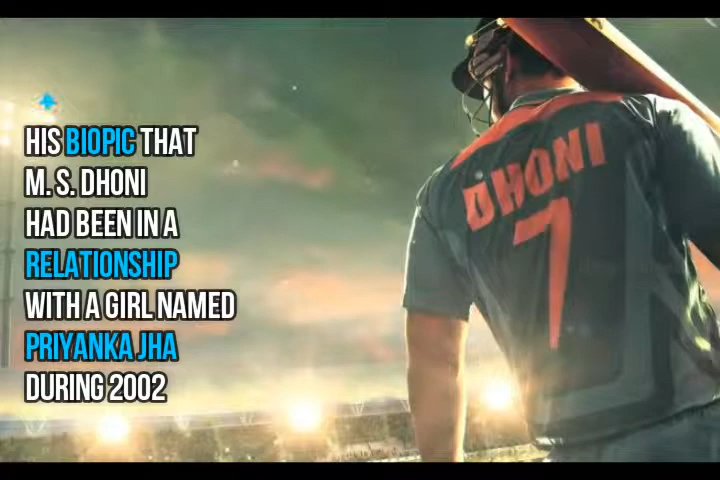 HIS BIOPIC THAT
M. S. DHONI
HAD BEEN IN A
RELATIONSHIP
WITH A GIRL NAMED
PRIYANKA JHA
DURING 2002
DHONI
7